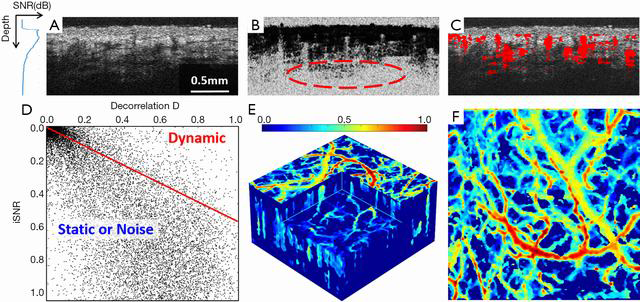 SNR(dB)
Depth
A
0.5mm
B
C
D
Decorrelation D
0.0 0.2 0.4 0.6 0.8 1.0
0.0
0.2
0.4
0.6
0.8
1.0
iSNR
Dynamic
Static or Noise
E
0.0 0.5 1.0
F